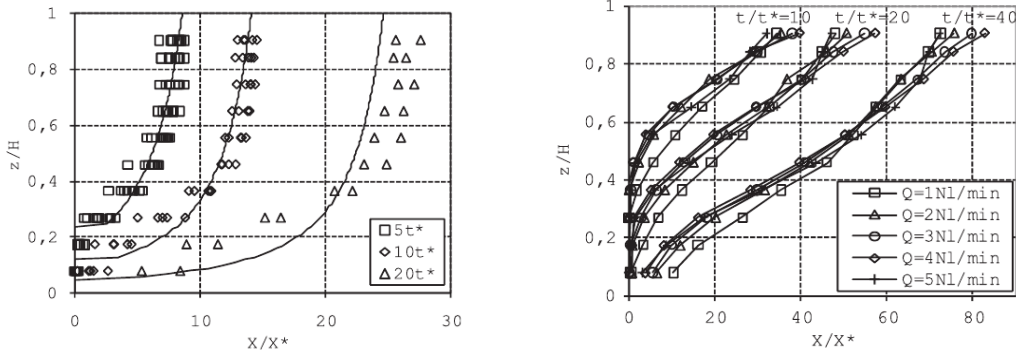 1
0,8
0,6
0,4
0,2
0
z/H
0
10
20
30
X/X*
5t*
10t*
20t*
t/t*=10
t/t*=20
t/t*=40
1
0,8
0,6
0,4
0,2
0
z/H
0
20
40
60
80
X/X*
Q=1Nl/min
Q=2Nl/min
Q=3Nl/min
Q=4Nl/min
Q=5Nl/min